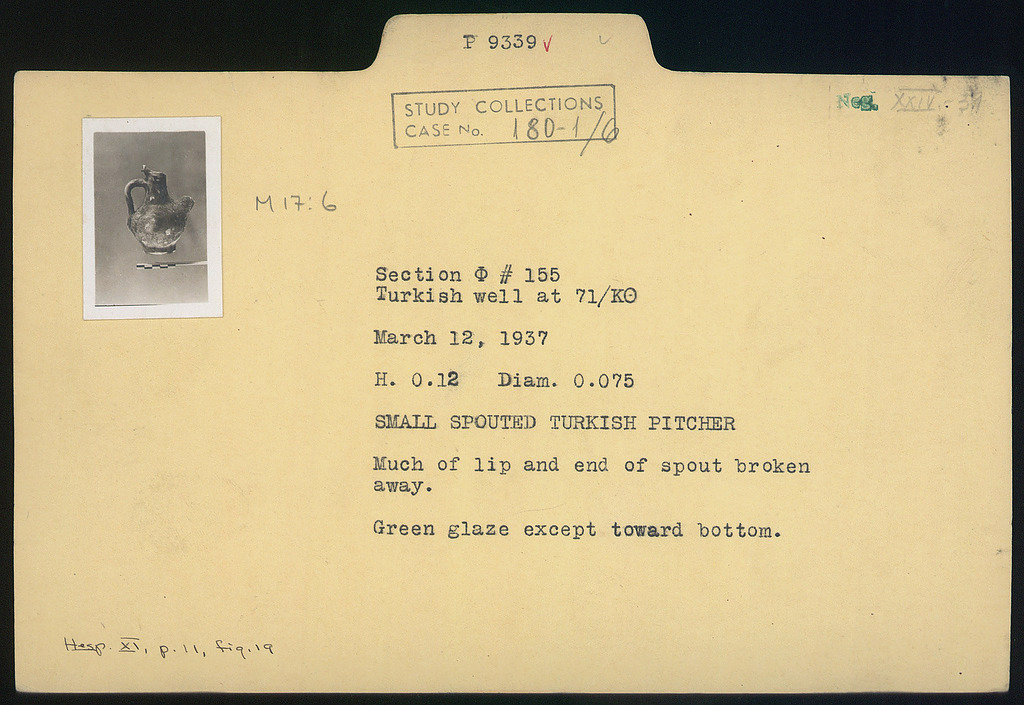 P 9339 ✓ ✓
STUDY COLLECTIONS
CASE No. 180-1/6
Neg. XXIV-
M 17:6
Section Φ # 155
Turkish well at 71/ΚΘ
March 12, 1937
H. 0.12   Diam. 0.075
SMALL SPOUTED TURKISH PITCHER
Much of lip and end of spout broken
away.
Green glaze except toward bottom.
Hesp. XI, p. 11, fig. 19